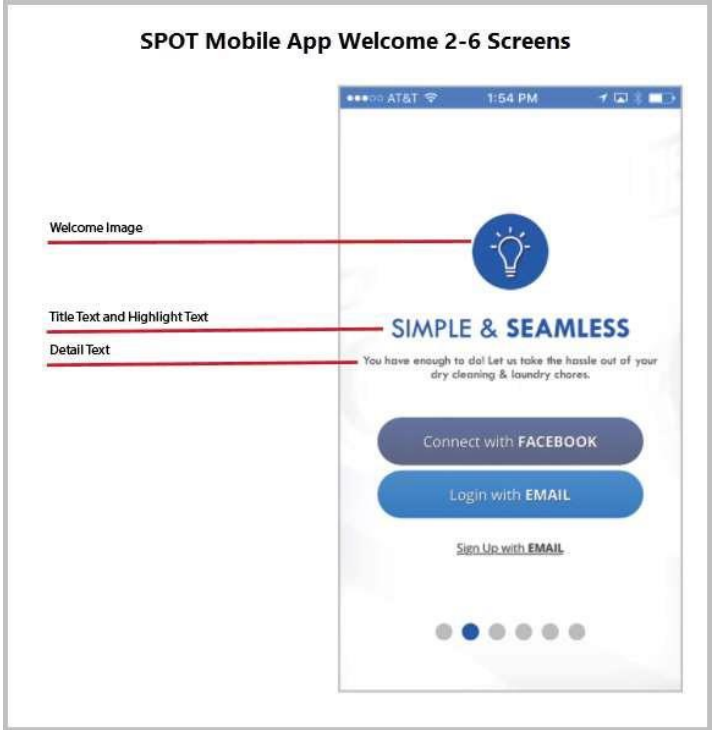 SPOT Mobile App Welcome 2-6 Screens
AT&T 1:54 PM
Welcome Image
Title Text and Highlight Text
SIMPLE & SEAMLESS
Detail Text
You have enough to do! Let us take the hassle out of your
dry cleaning & laundry chores.
Connect with FACEBOOK
Login with EMAIL
Sign Up with EMAIL